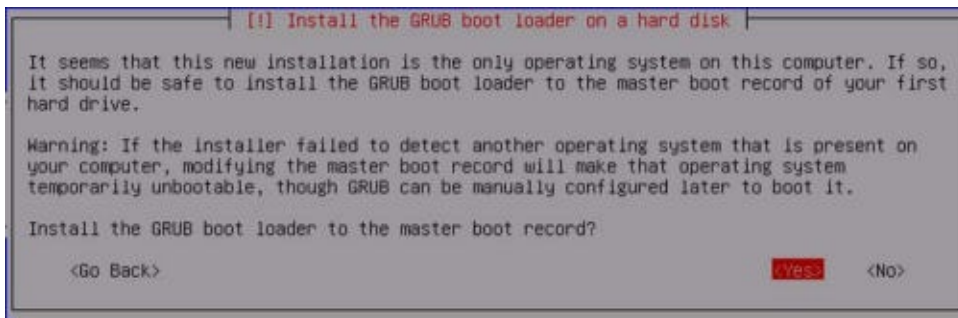 [!] Install the GRUB boot loader on a hard disk
It seems that this new installation is the only operating system on this computer. If so,
it should be safe to install the GRUB boot loader to the master boot record of your first
hard drive.
Warning: If the installer failed to detect another operating system that is present on
your computer, modifying the master boot record will make that operating system
temporarily unbootable, though GRUB can be manually configured later to boot it.
Install the GRUB boot loader to the master boot record?
<Go Back> <Yes> <No>